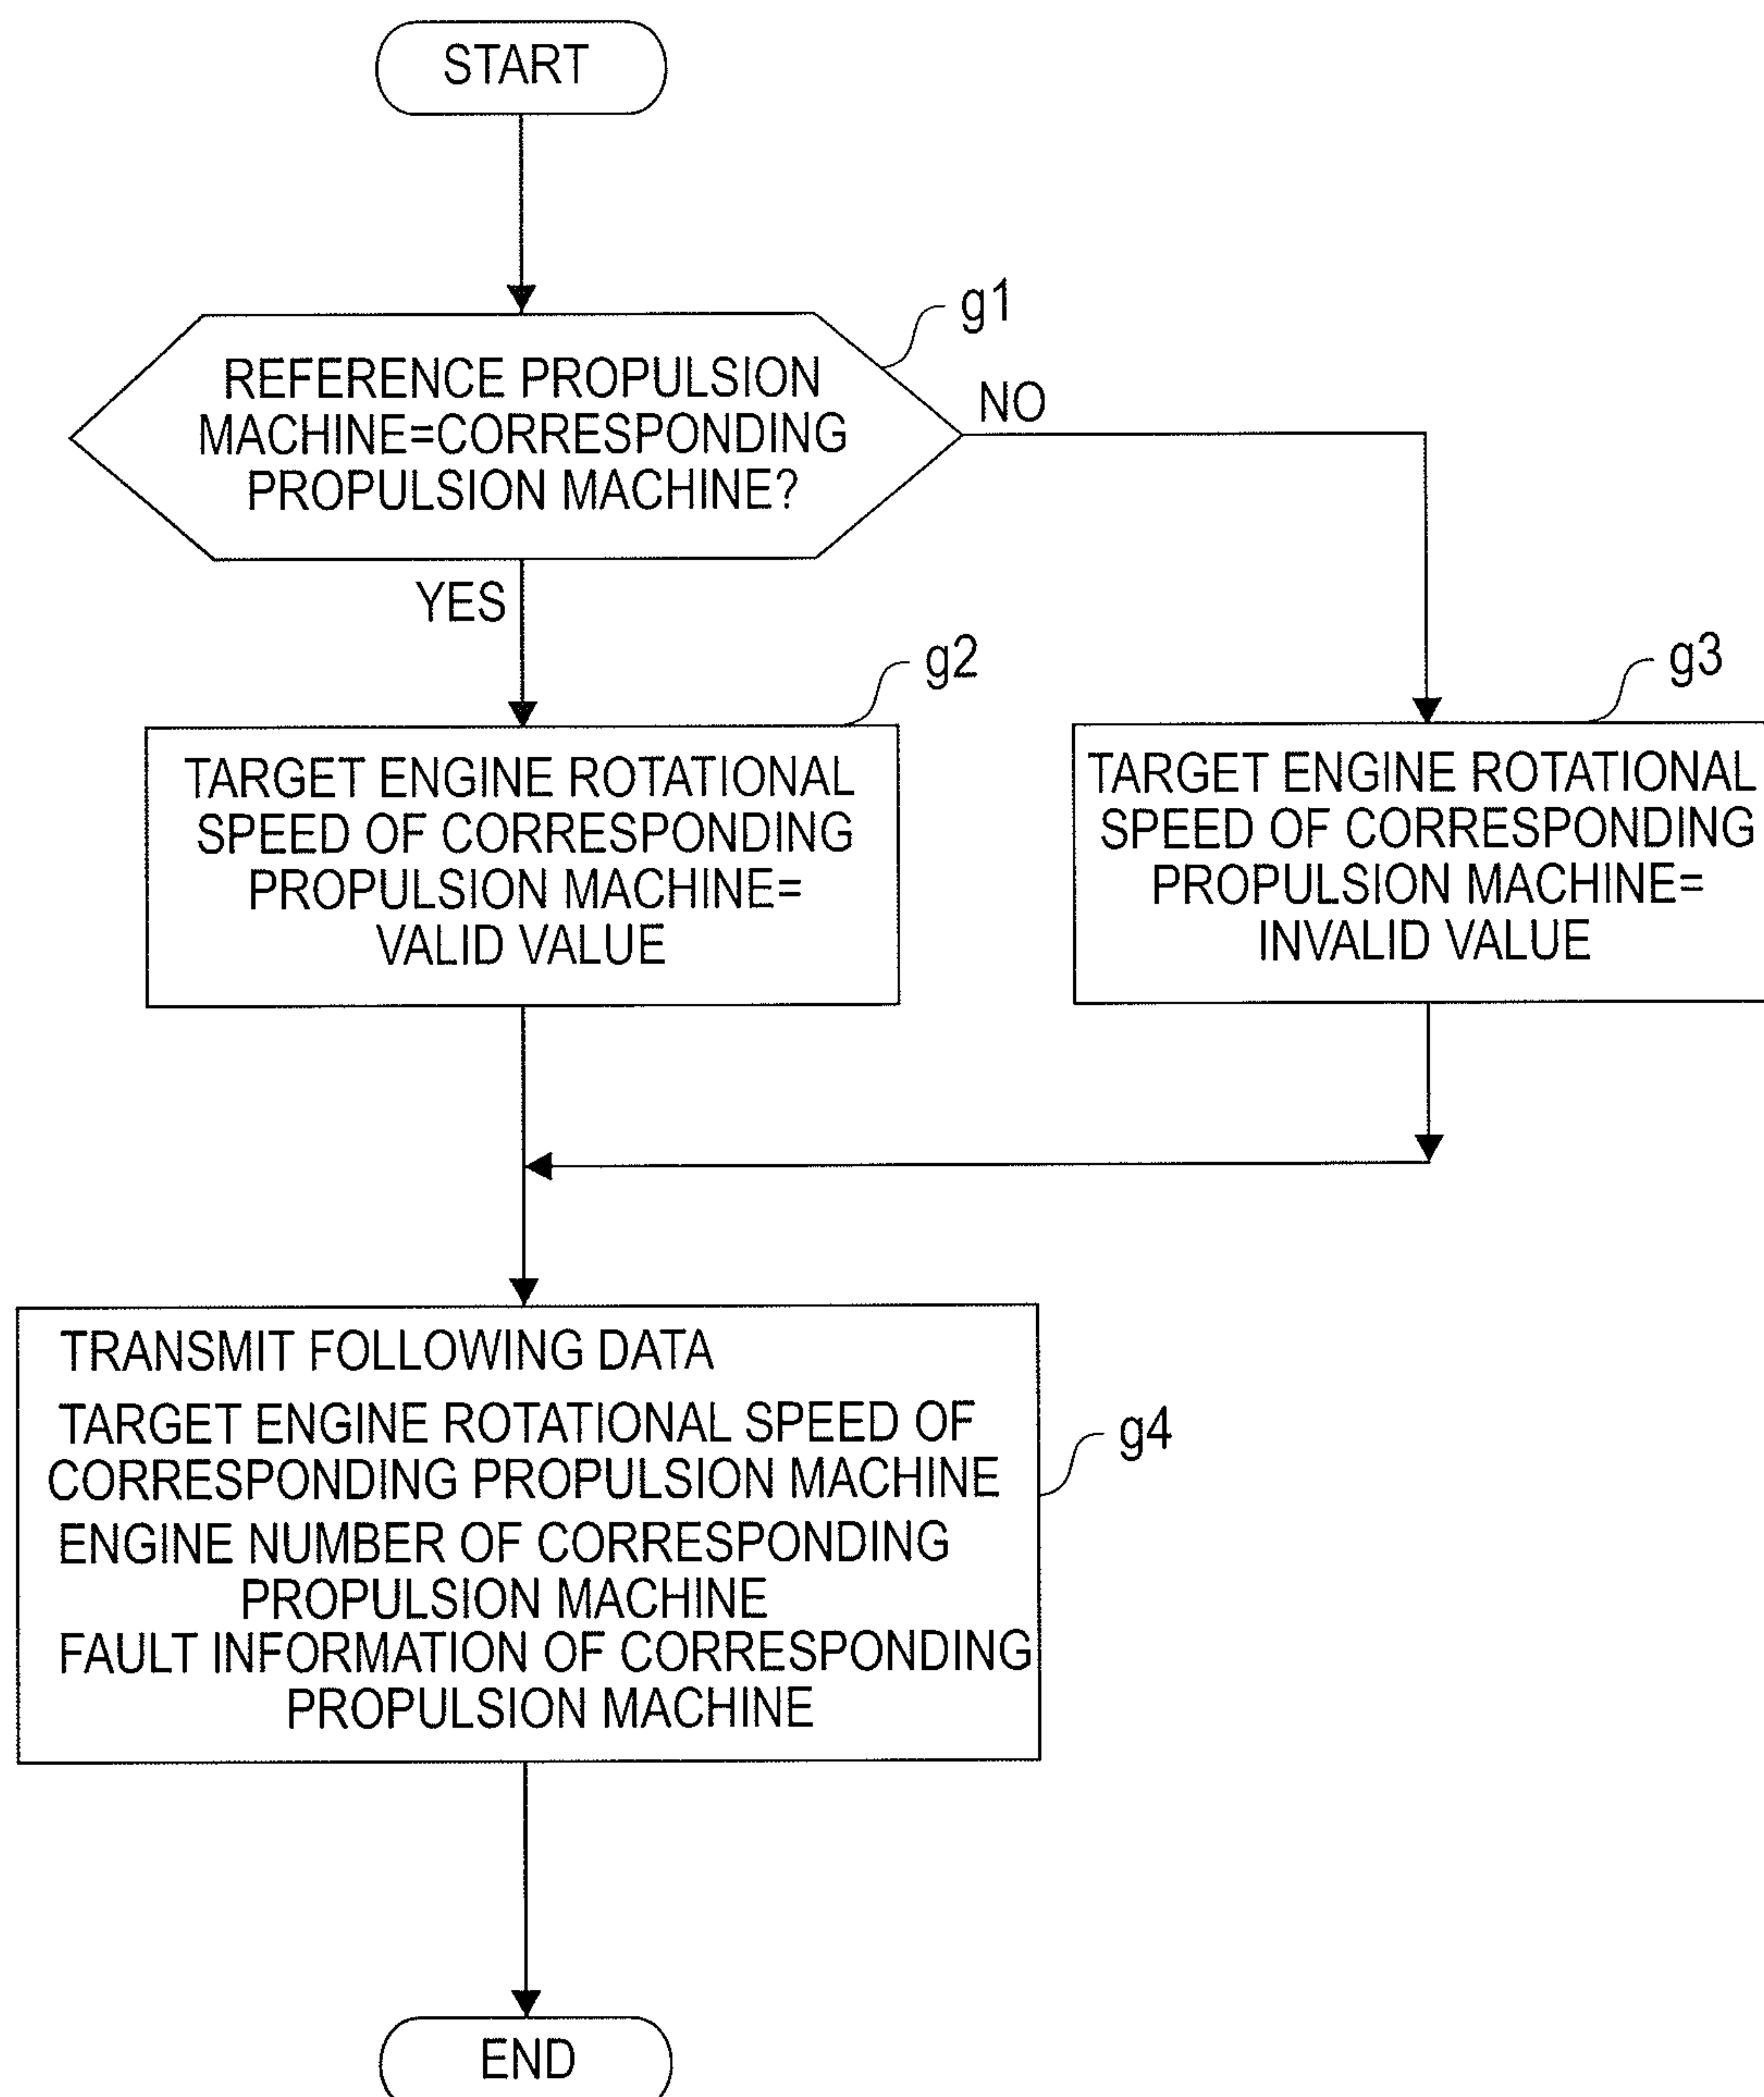 START
g1
REFERENCE PROPULSION
MACHINE=CORRESPONDING
PROPULSION MACHINE?
NO
YES
g2
TARGET ENGINE ROTATIONAL
SPEED OF CORRESPONDING
PROPULSION MACHINE=
VALID VALUE
g3
TARGET ENGINE ROTATIONAL
SPEED OF CORRESPONDING
PROPULSION MACHINE=
INVALID VALUE
TRANSMIT FOLLOWING DATA
TARGET ENGINE ROTATIONAL SPEED OF
CORRESPONDING PROPULSION MACHINE
ENGINE NUMBER OF CORRESPONDING
PROPULSION MACHINE
FAULT INFORMATION OF CORRESPONDING
PROPULSION MACHINE
g4
END